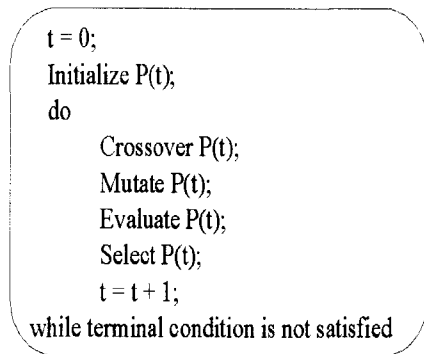 t = 0;
Initialize P(t);
do
Crossover P(t);
Mutate P(t);
Evaluate P(t);
Select P(t);
t = t + 1;
while terminal condition is not satisfied